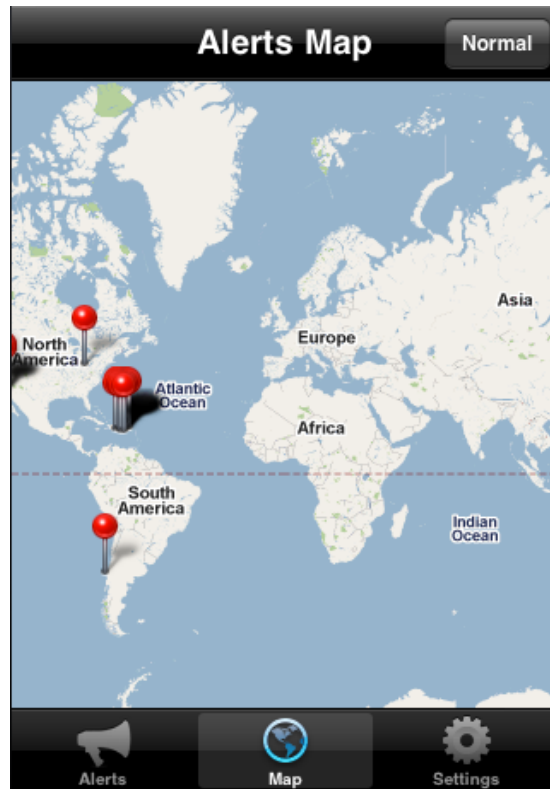 Alerts Map
Normal
Asia
Europe
North
America
Atlantic
Ocean
Africa
South
America
Indian
Ocean
Alerts
Map
Settings